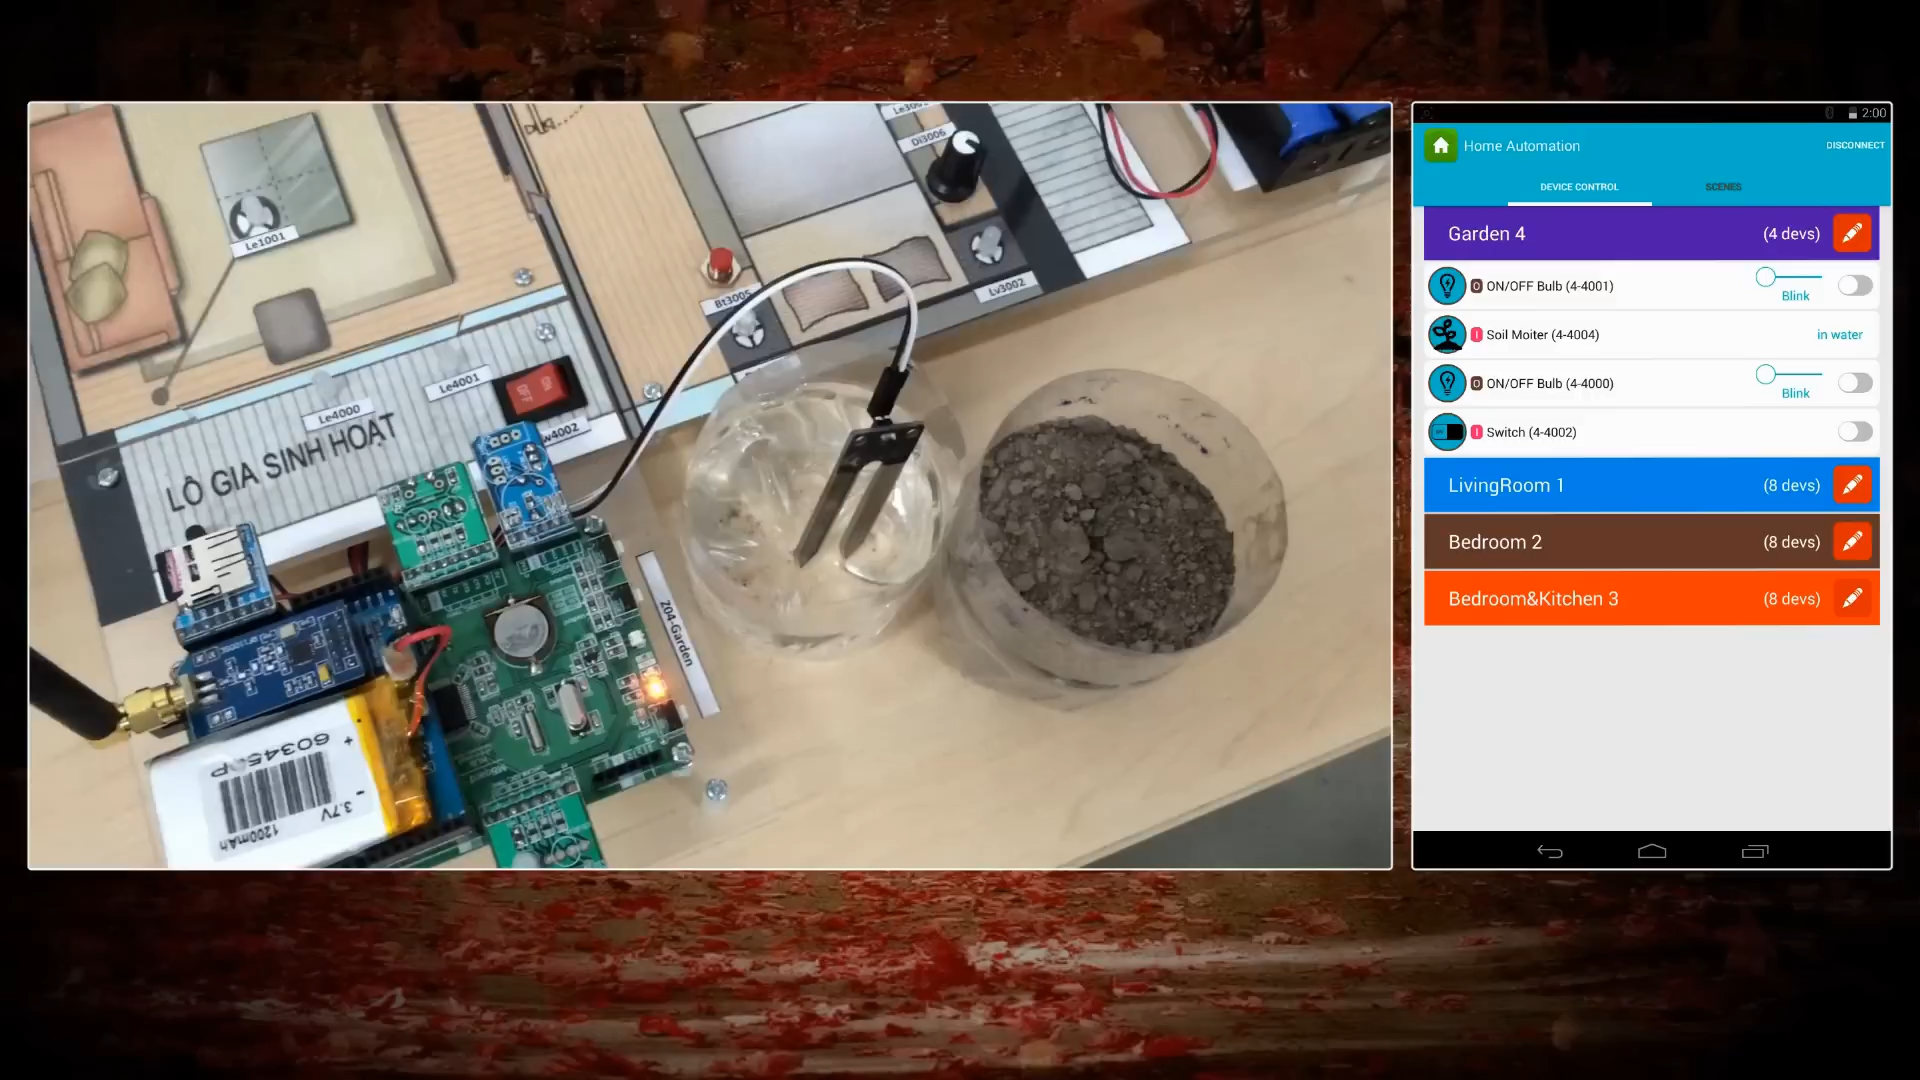 Le1001
Le300
Di3006
Bt3005
Lv3002
Le4001
Le4000
OFF
ON
w4002
LÔ GIA SINH HOẠT
Z04-Garden
3.7V
1200mAh
2:00
Home Automation
DISCONNECT
DEVICE CONTROL
SCENES
Garden 4
(4 devs)
O ON/OFF Bulb (4-4001)
Blink
I Soil Moiter (4-4004)
in water
O ON/OFF Bulb (4-4000)
Blink
I Switch (4-4002)
LivingRoom 1
(8 devs)
Bedroom 2
(8 devs)
Bedroom&Kitchen 3
(8 devs)